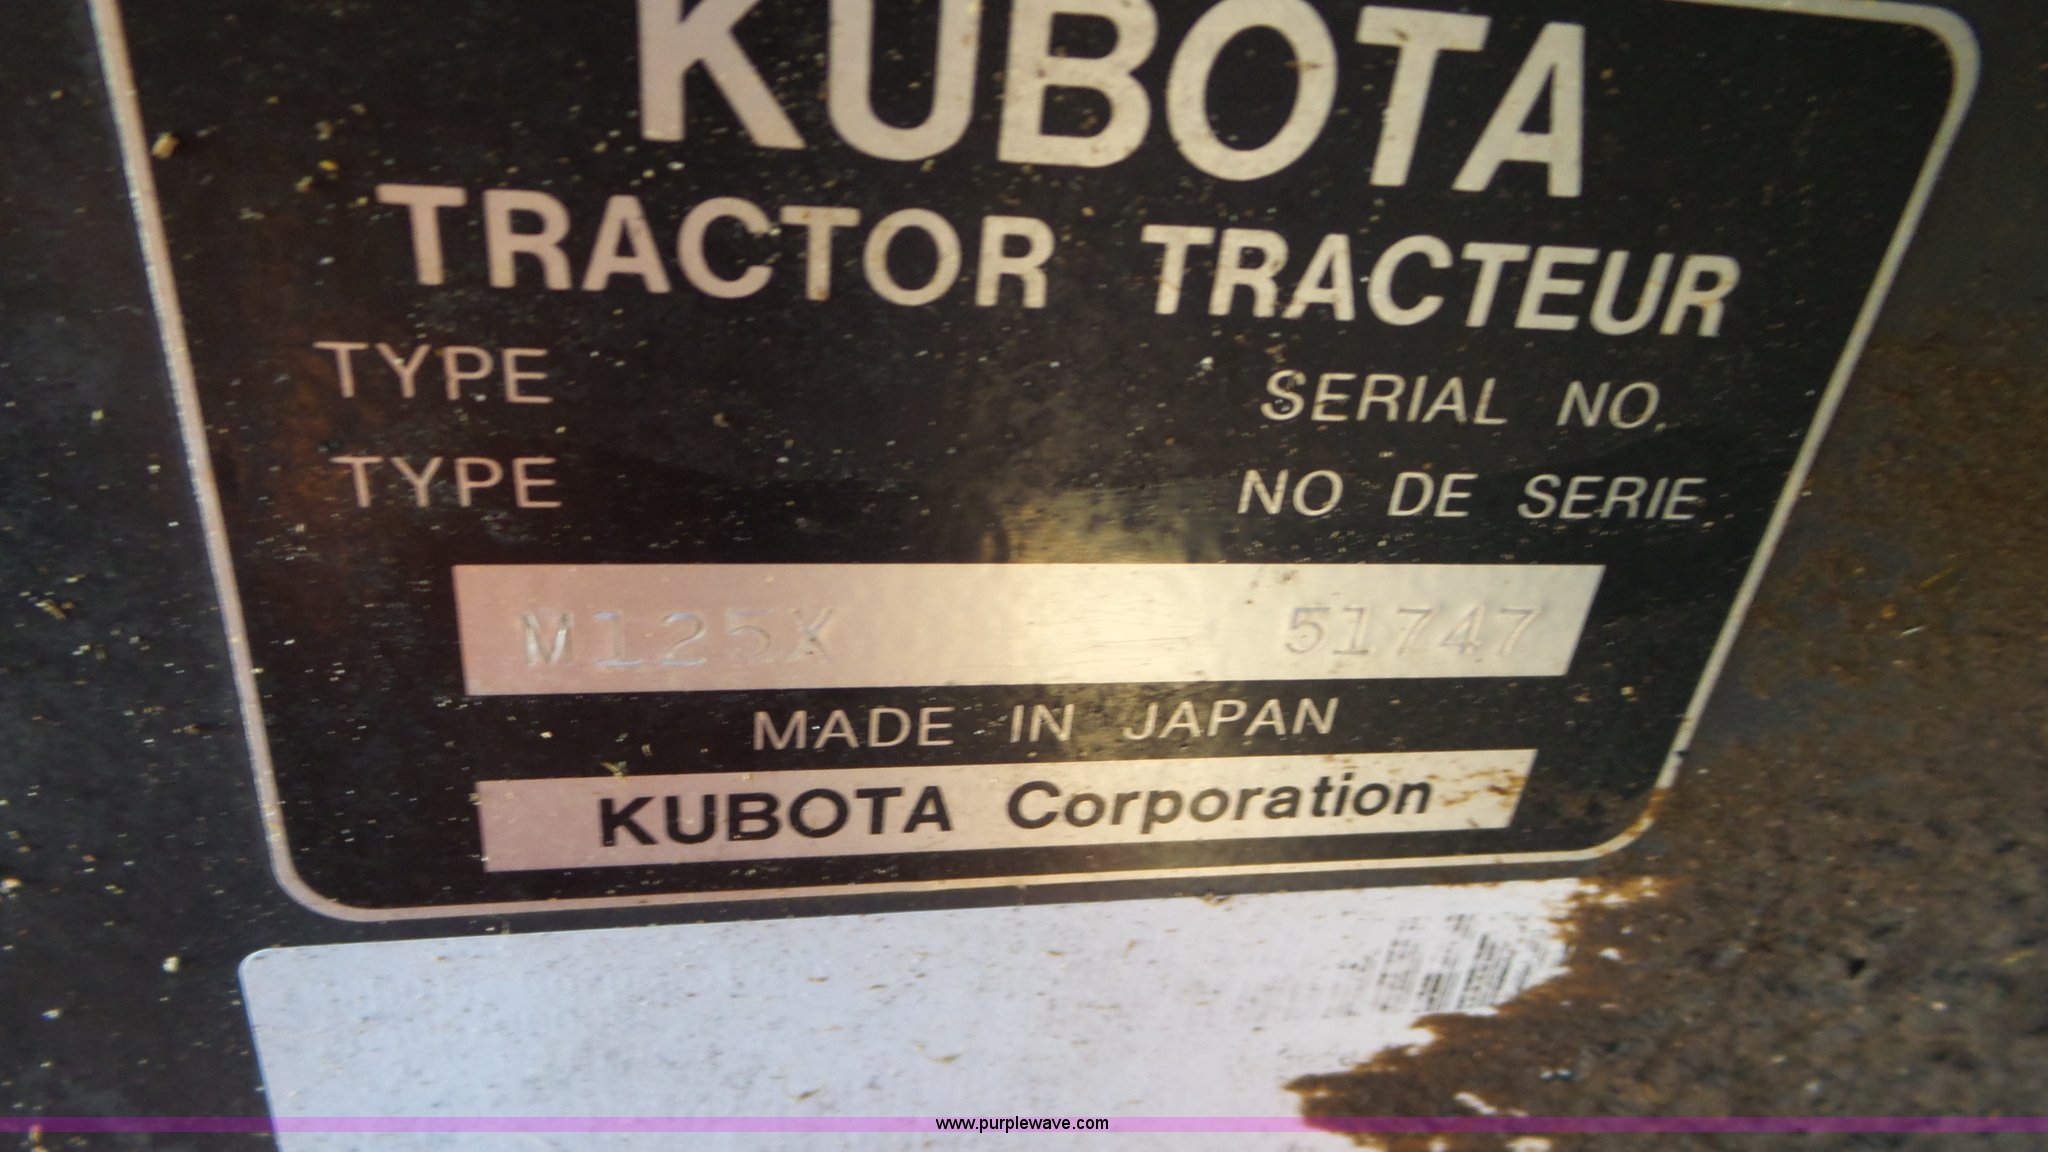 KUBOTA
TRACTOR TRACTEUR
TYPE SERIAL NO.
TYPE NO DE SERIE
M125X 51747
MADE IN JAPAN
KUBOTA Corporation
www.purplewave.com